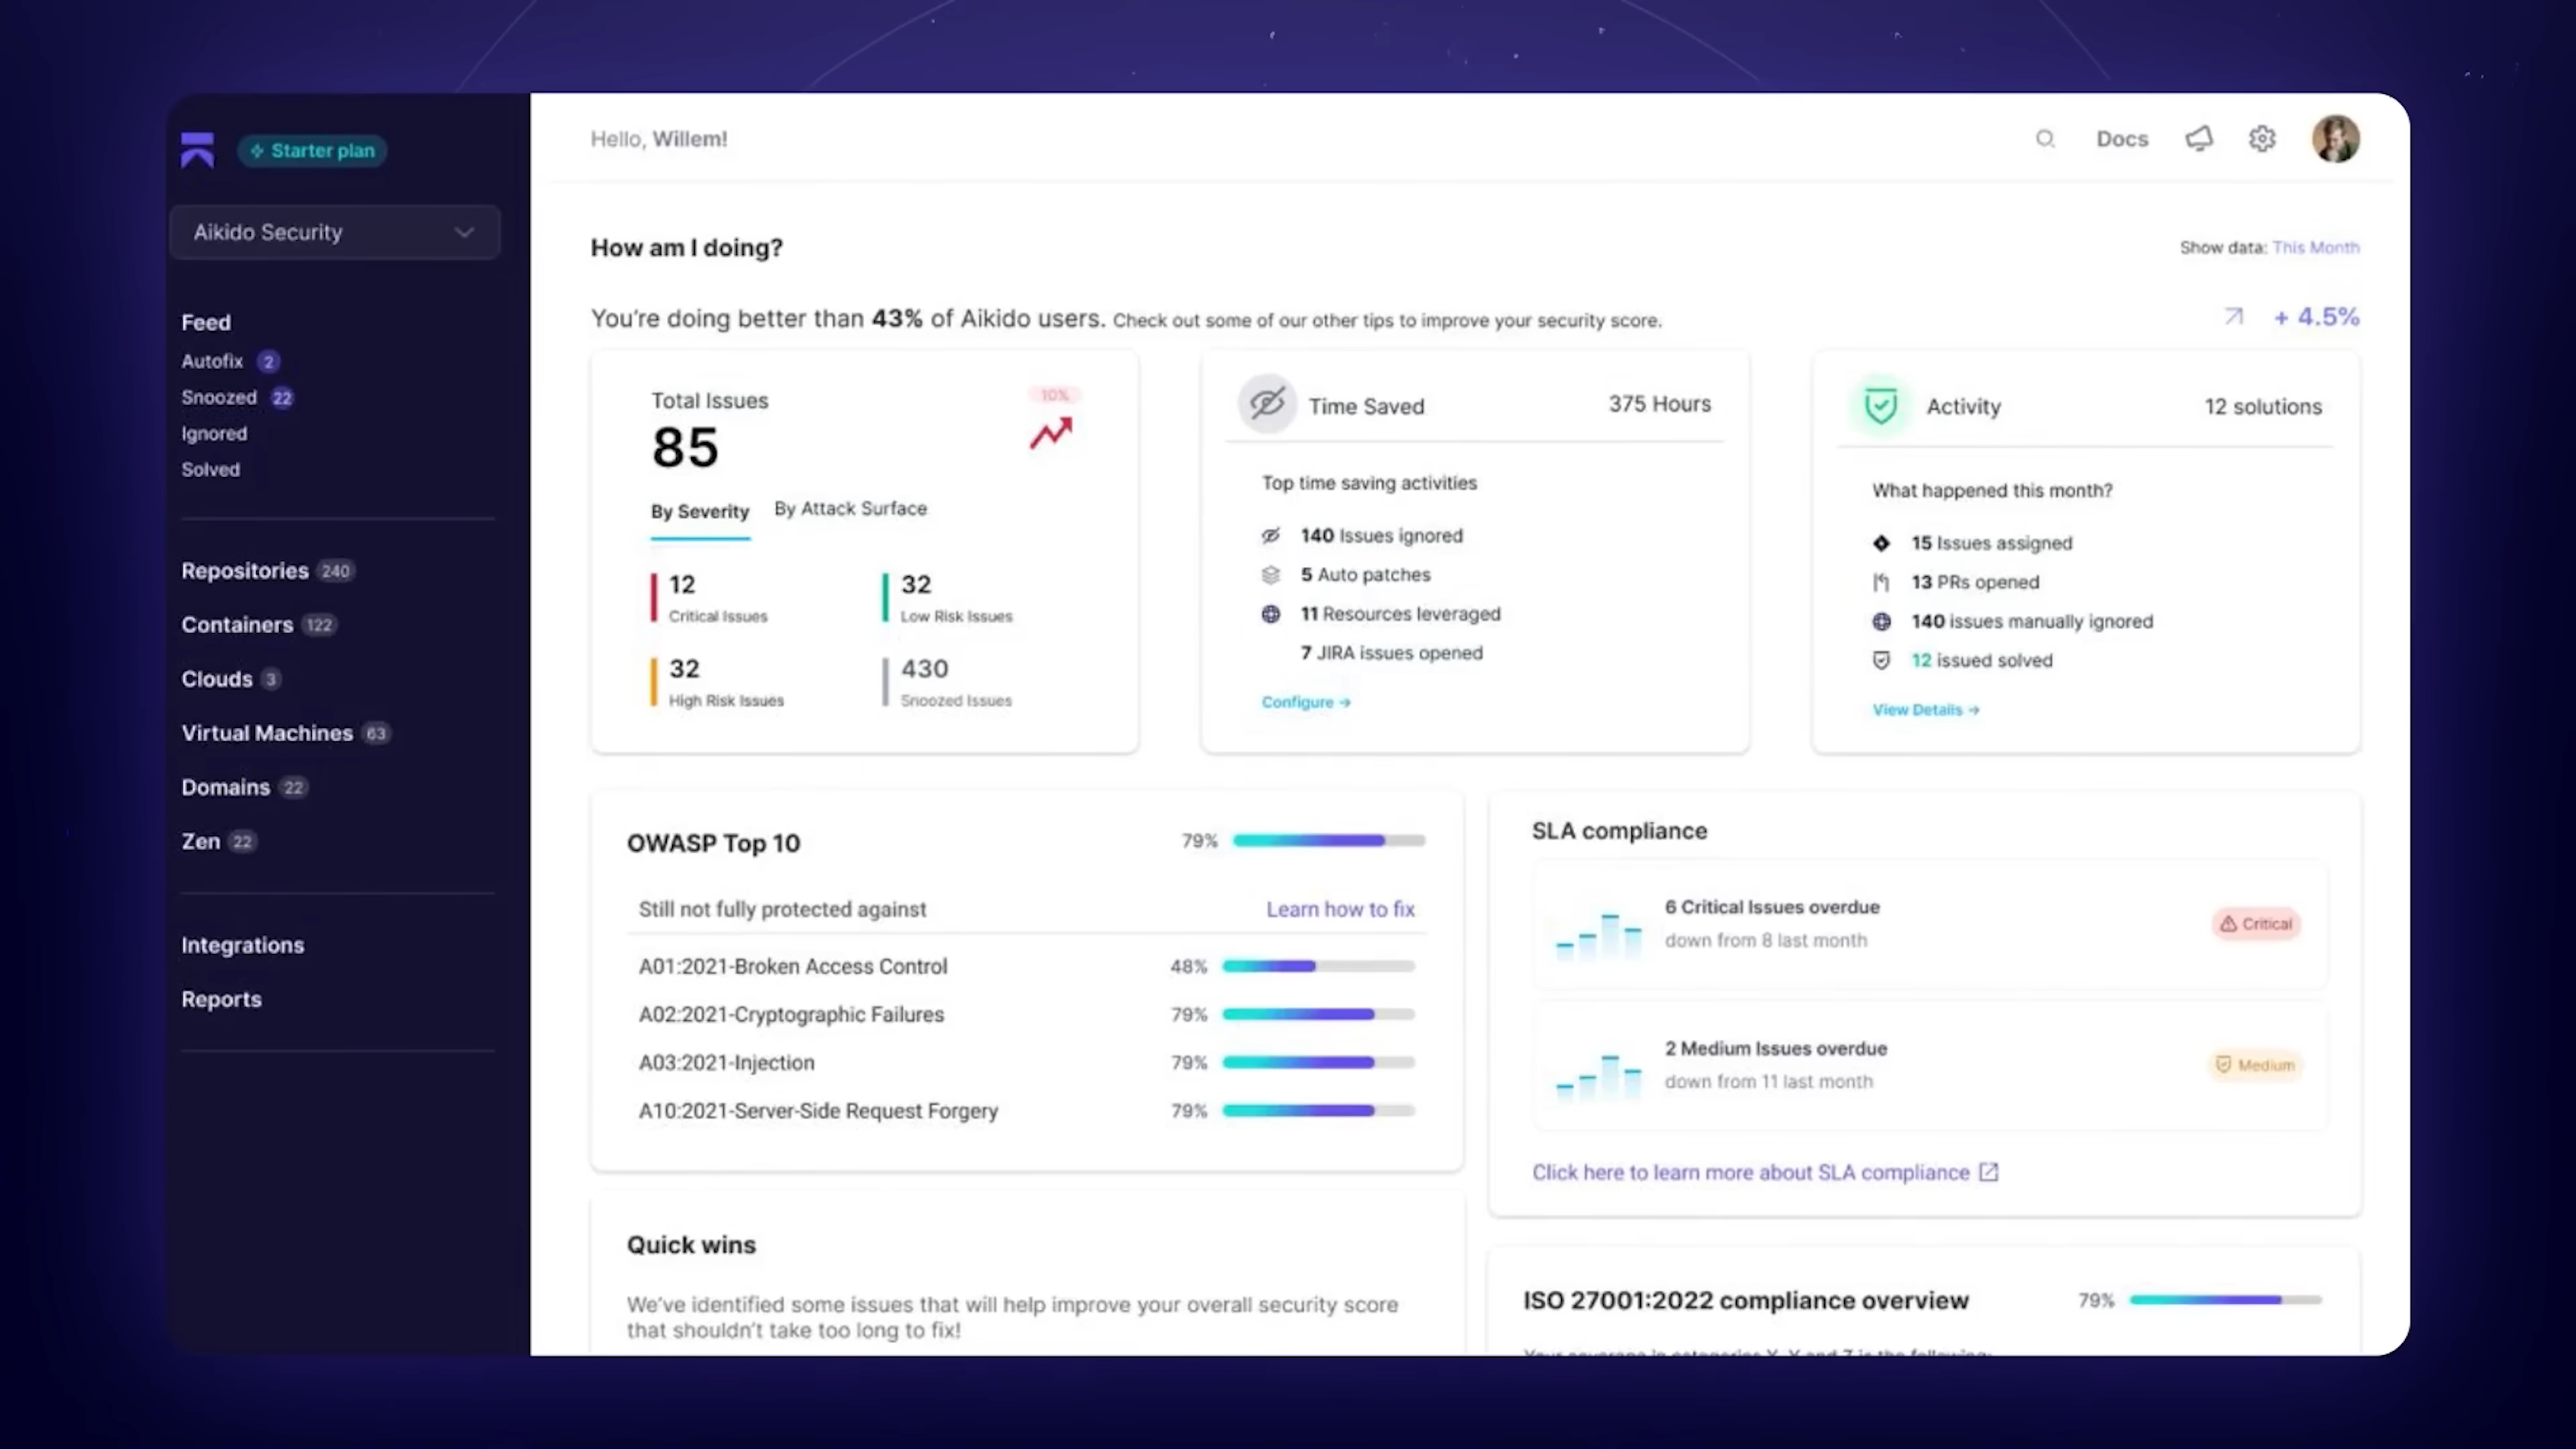 Starter plan
Aikido Security
Feed
Autofix 2
Snoozed 22
Ignored
Solved
Repositories 240
Containers 122
Clouds 3
Virtual Machines 63
Domains 22
Zen 22
Integrations
Reports
Hello, Willem!
Docs
How am I doing?
Show data: This Month
You're doing better than 43% of Aikido users. Check out some of our other tips to improve your security score.
+ 4.5%
Total Issues
10%
85
By Severity By Attack Surface
12
Critical Issues
32
Low Risk Issues
32
High Risk Issues
430
Snoozed Issues
Time Saved 375 Hours
Top time saving activities
140 Issues ignored
5 Auto patches
11 Resources leveraged
7 JIRA issues opened
Configure →
Activity 12 solutions
What happened this month?
15 Issues assigned
13 PRs opened
140 issues manually ignored
12 issued solved
View Details →
OWASP Top 10 79%
Still not fully protected against Learn how to fix
A01:2021-Broken Access Control 48%
A02:2021-Cryptographic Failures 79%
A03:2021-Injection 79%
A10:2021-Server-Side Request Forgery 79%
SLA compliance
6 Critical Issues overdue
down from 8 last month
Critical
2 Medium Issues overdue
down from 11 last month
Medium
Click here to learn more about SLA compliance
Quick wins
We've identified some issues that will help improve your overall security score
that shouldn't take too long to fix!
ISO 27001:2022 compliance overview 79%